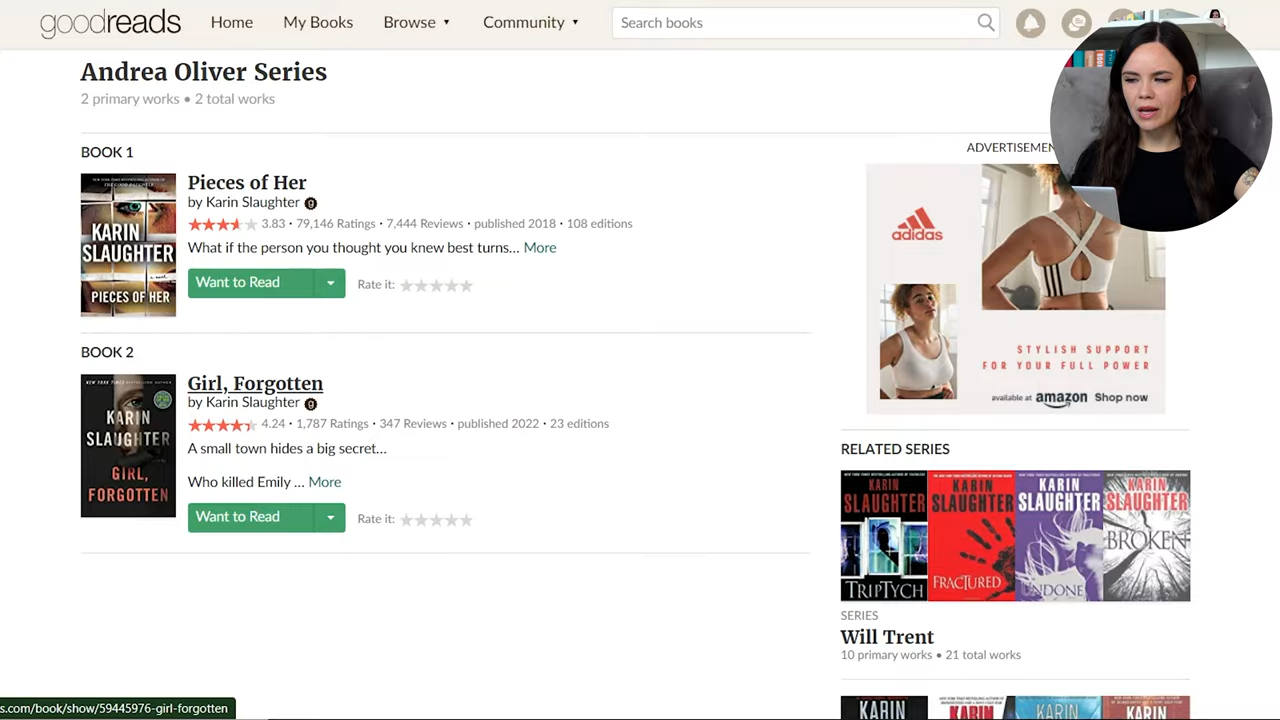 goodreads Home My Books Browse ▾ Community ▾ Search books
Andrea Oliver Series
2 primary works • 2 total works
BOOK 1
Pieces of Her
by Karin Slaughter
3.83 · 79,146 Ratings · 7,444 Reviews · published 2018 · 108 editions
What if the person you thought you knew best turns… More
Want to Read
Rate it:
KARIN
SLAUGHTER
PIECES OF HER
BOOK 2
Girl, Forgotten
by Karin Slaughter
4.24 · 1,787 Ratings · 347 Reviews · published 2022 · 23 editions
A small town hides a big secret…
Who killed Emily … More
Want to Read
Rate it:
KARIN
SLAUGHTER
GIRL,
FORGOTTEN
ADVERTISEMEN
adidas
STYLISH SUPPORT
FOR YOUR FULL POWER
available at amazon Shop now
RELATED SERIES
KARIN
SLAUGHTER
TRIPTYCH
KARIN
SLAUGHTER
FRACTURED
KARIN
SLAUGHTER
UNDONE
KARIN
SLAUGHTER
BROKEN
SERIES
Will Trent
10 primary works • 21 total works
KARIN
KARIN
KARIN
KARIN
s.com/book/show/59445976-girl-forgotten